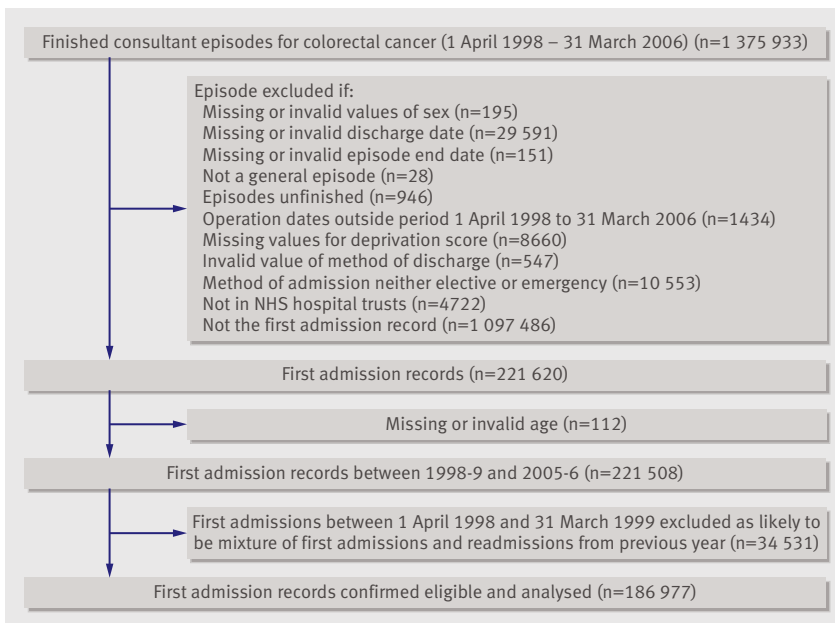 Finished consultant episodes for colorectal cancer (1 April 1998 – 31 March 2006) (n=1 375 933)
Episode excluded if:
Missing or invalid values of sex (n=195)
Missing or invalid discharge date (n=29 591)
Missing or invalid episode end date (n=151)
Not a general episode (n=28)
Episodes unfinished (n=946)
Operation dates outside period 1 April 1998 to 31 March 2006 (n=1434)
Missing values for deprivation score (n=8660)
Invalid value of method of discharge (n=547)
Method of admission neither elective or emergency (n=10 553)
Not in NHS hospital trusts (n=4722)
Not the first admission record (n=1 097 486)
First admission records (n=221 620)
Missing or invalid age (n=112)
First admission records between 1998-9 and 2005-6 (n=221 508)
First admissions between 1 April 1998 and 31 March 1999 excluded as likely to
be mixture of first admissions and readmissions from previous year (n=34 531)
First admission records confirmed eligible and analysed (n=186 977)